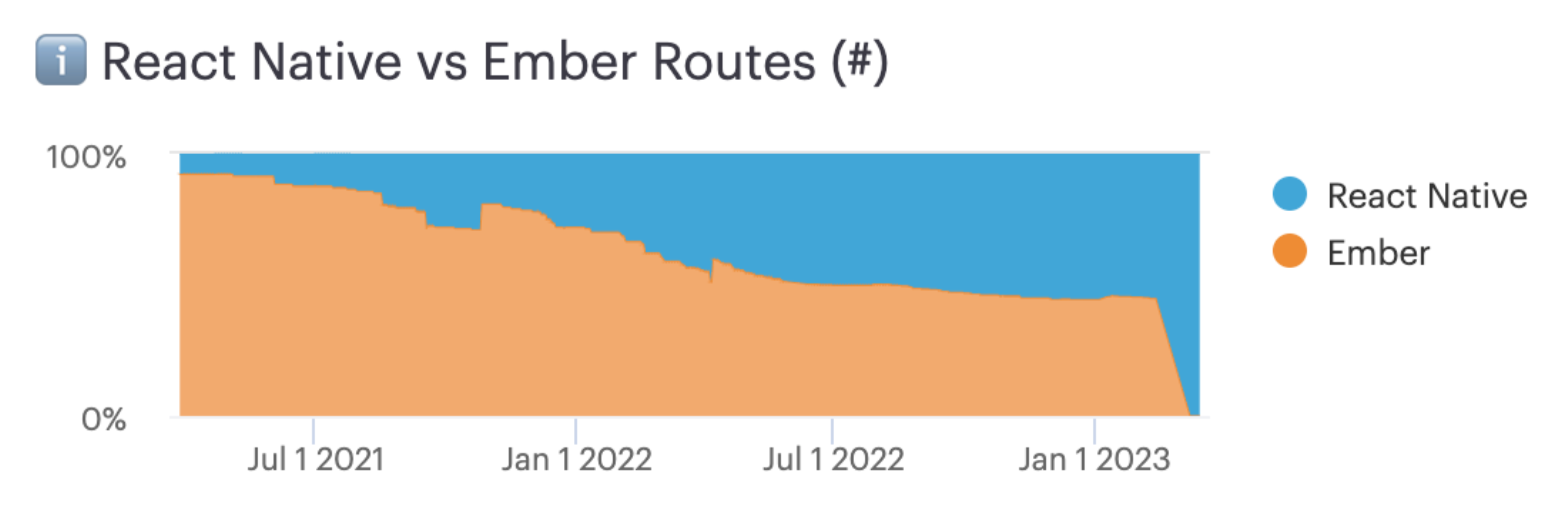 ℹ️ React Native vs Ember Routes (#)
100%
React Native
Ember
0%
Jul 1 2021
Jan 1 2022
Jul 1 2022
Jan 1 2023